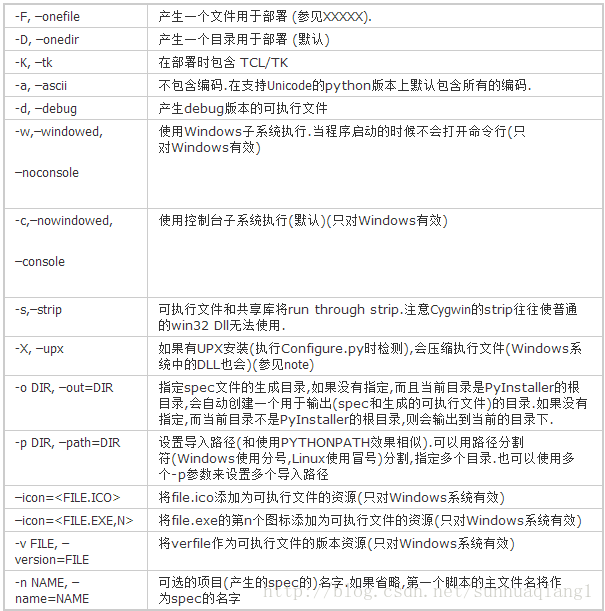 -F, –onefile
产生一个文件用于部署 (参见XXXXX).
-D, –onedir
产生一个目录用于部署 (默认)
-K, –tk
在部署时包含 TCL/TK
-a, –ascii
不包含编码.在支持Unicode的python版本上默认包含所有的编码.
-d, –debug
产生debug版本的可执行文件
-w,–windowed,
–noconsole
使用Windows子系统执行.当程序启动的时候不会打开命令行(只
对Windows有效)
-c,–nowindowed,
–console
使用控制台子系统执行(默认)(只对Windows有效)
-s,–strip
可执行文件和共享库将run through strip.注意Cygwin的strip往往使普通
的win32 Dll无法使用.
-X, –upx
如果有UPX安装(执行Configure.py时检测),会压缩执行文件(Windows系
统中的DLL也会)(参见note)
-o DIR, –out=DIR
指定spec文件的生成目录,如果没有指定,而且当前目录是PyInstaller的根
目录,会自动创建一个用于输出(spec和生成的可执行文件)的目录.如果没有
指定,而当前目录不是PyInstaller的根目录,则会输出到当前的目录下.
-p DIR, –path=DIR
设置导入路径(和使用PYTHONPATH效果相似).可以用路径分割
符(Windows使用分号,Linux使用冒号)分割,指定多个目录.也可以使用多
个-p参数来设置多个导入路径
–icon=<FILE.ICO>
将file.ico添加为可执行文件的资源(只对Windows系统有效)
–icon=<FILE.EXE,N>
将file.exe的第n个图标添加为可执行文件的资源(只对Windows系统有效)
-v FILE, –
version=FILE
将verfile作为可执行文件的版本资源(只对Windows系统有效)
-n NAME, –
name=NAME
可选的项目(产生的spec的)名字.如果省略,第一个脚本的主文件名将作
为spec的名字
http://blog.csdn.net/sunhuaqiang1